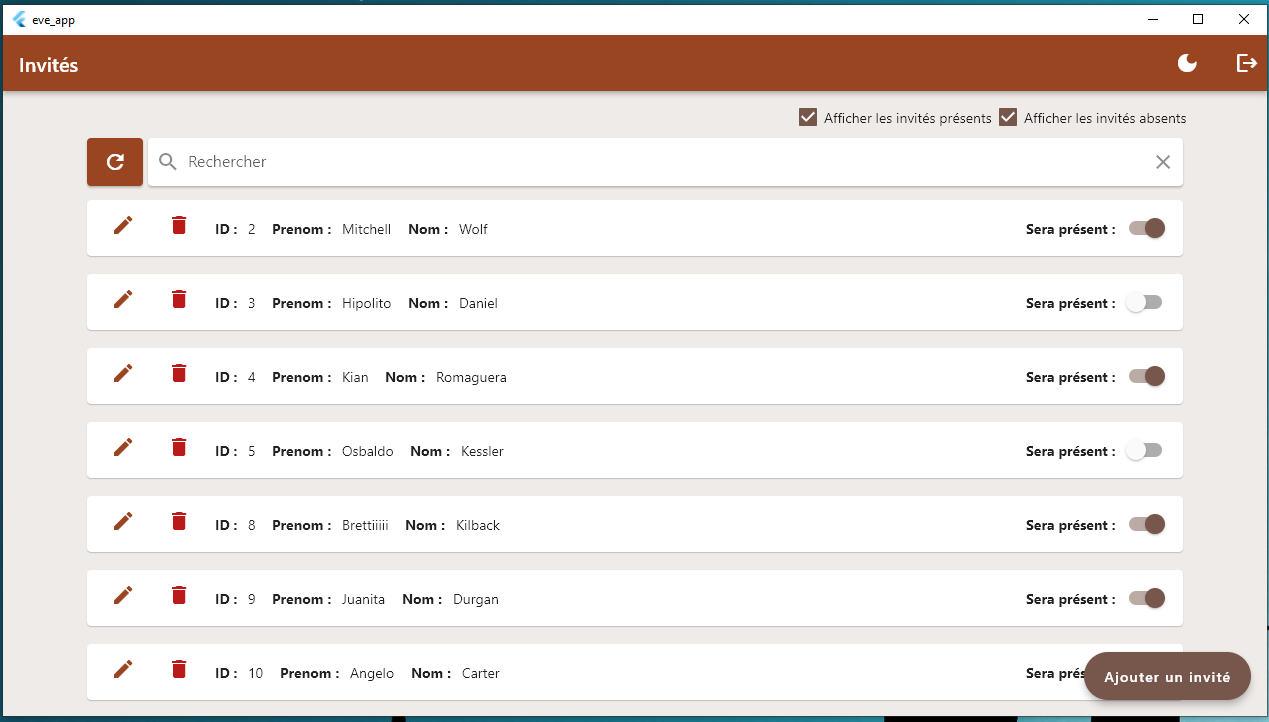 eve_app
Invités
Afficher les invités présents Afficher les invités absents
Rechercher
ID : 2 Prenom : Mitchell Nom : Wolf Sera présent :
ID : 3 Prenom : Hipolito Nom : Daniel Sera présent :
ID : 4 Prenom : Kian Nom : Romaguera Sera présent :
ID : 5 Prenom : Osbaldo Nom : Kessler Sera présent :
ID : 8 Prenom : Brettiiiii Nom : Kilback Sera présent :
ID : 9 Prenom : Juanita Nom : Durgan Sera présent :
ID : 10 Prenom : Angelo Nom : Carter Sera prése
Ajouter un invité